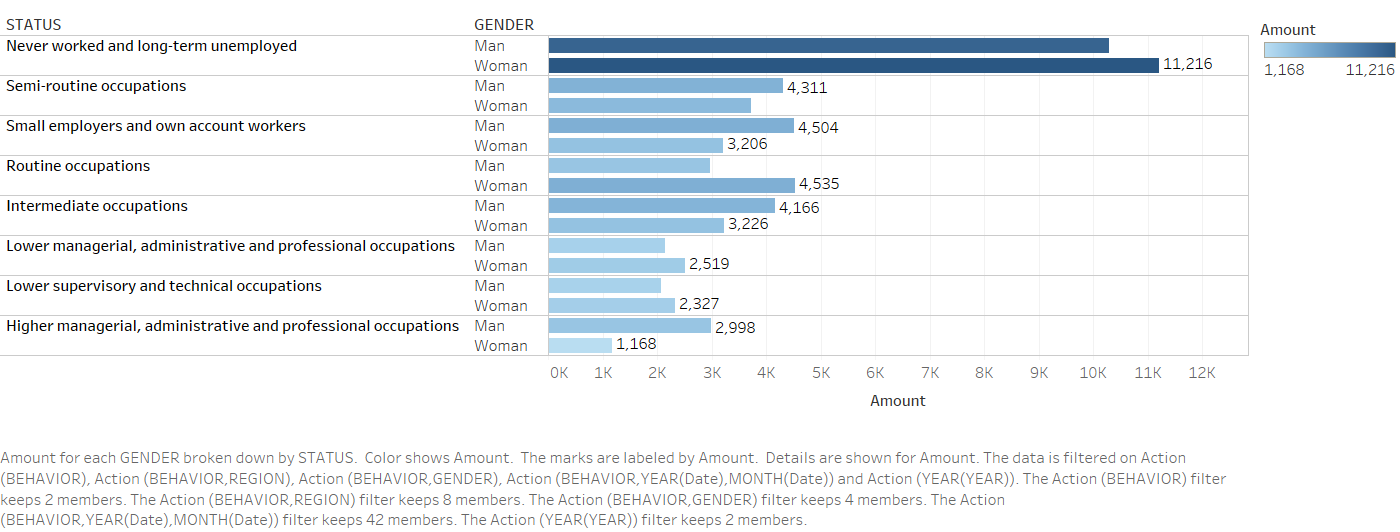 STATUS GENDER
Never worked and long-term unemployed Man
Woman 11,216
Semi-routine occupations Man 4,311
Woman
Small employers and own account workers Man 4,504
Woman 3,206
Routine occupations Man
Woman 4,535
Intermediate occupations Man 4,166
Woman 3,226
Lower managerial, administrative and professional occupations Man
Woman 2,519
Lower supervisory and technical occupations Man
Woman 2,327
Higher managerial, administrative and professional occupations Man 2,998
Woman 1,168
0K 1K 2K 3K 4K 5K 6K 7K 8K 9K 10K 11K 12K
Amount
Amount
1,168 11,216
Amount for each GENDER broken down by STATUS.  Color shows Amount.  The marks are labeled by Amount.  Details are shown for Amount. The data is filtered on Action
(BEHAVIOR), Action (BEHAVIOR,REGION), Action (BEHAVIOR,GENDER), Action (BEHAVIOR,YEAR(Date),MONTH(Date)) and Action (YEAR(YEAR)). The Action (BEHAVIOR) filter
keeps 2 members. The Action (BEHAVIOR,REGION) filter keeps 8 members. The Action (BEHAVIOR,GENDER) filter keeps 4 members. The Action
(BEHAVIOR,YEAR(Date),MONTH(Date)) filter keeps 42 members. The Action (YEAR(YEAR)) filter keeps 2 members.